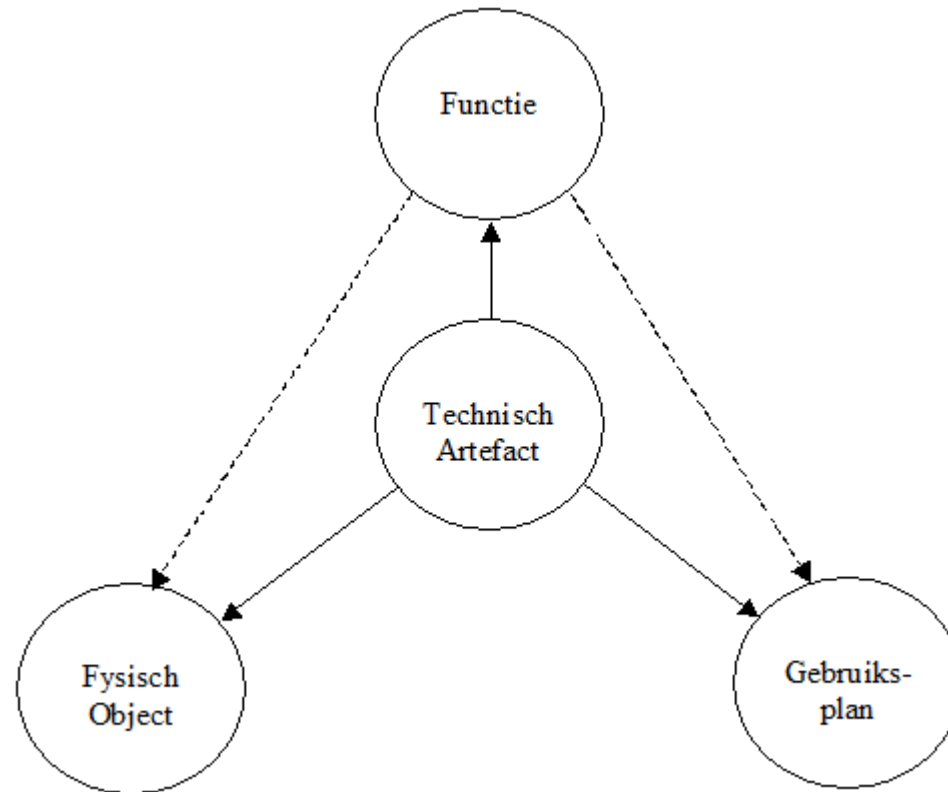 Functie
Technisch
Artefact
Fysisch
Object
Gebruiks-
plan